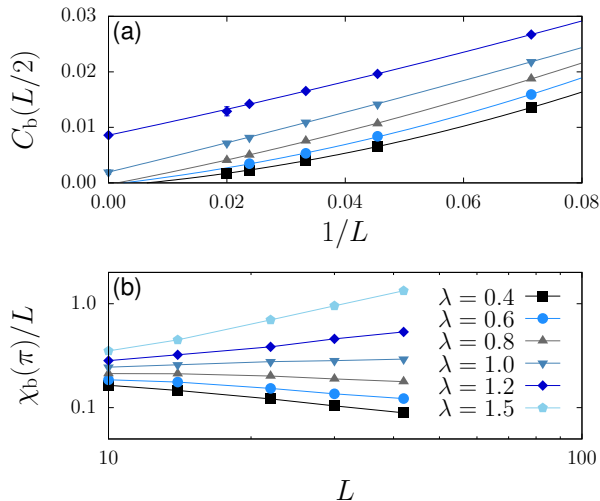 (a)
C_b(L/2)
0.03
0.02
0.01
0.00
0.00 0.02 0.04 0.06 0.08
1/L
(b)
χ_b(π)/L
1.0
0.1
λ = 0.4
λ = 0.6
λ = 0.8
λ = 1.0
λ = 1.2
λ = 1.5
10 100
L